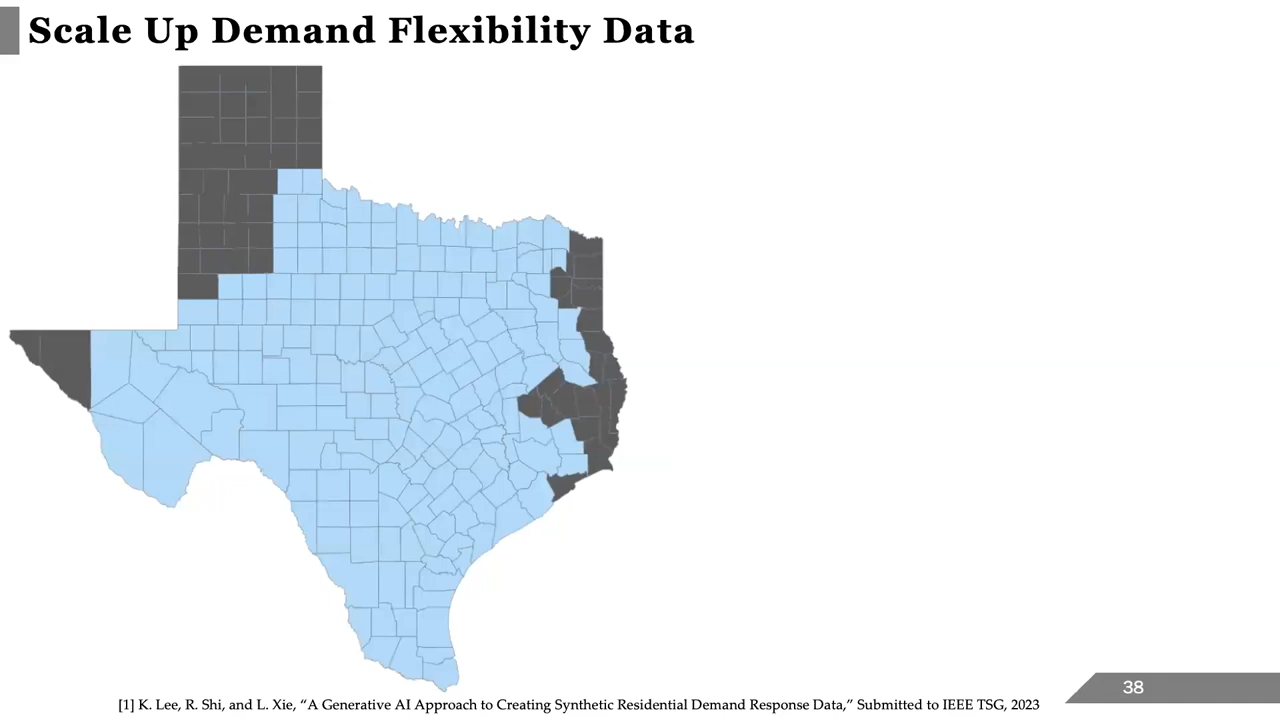 Scale Up Demand Flexibility Data
38
[1] K. Lee, R. Shi, and L. Xie, “A Generative AI Approach to Creating Synthetic Residential Demand Response Data,” Submitted to IEEE TSG, 2023